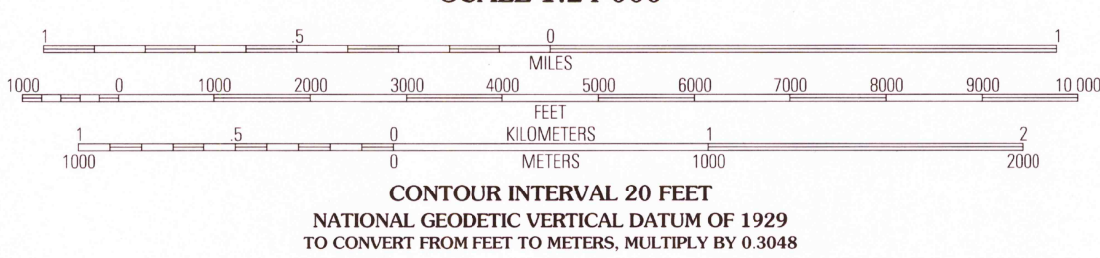 1 .5 0 1
MILES
1000 0 1000 2000 3000 4000 5000 6000 7000 8000 9000 10 000
FEET
1 .5 0 KILOMETERS 1 2
1000 0 METERS 1000 2000
CONTOUR INTERVAL 20 FEET
NATIONAL GEODETIC VERTICAL DATUM OF 1929
TO CONVERT FROM FEET TO METERS, MULTIPLY BY 0.3048